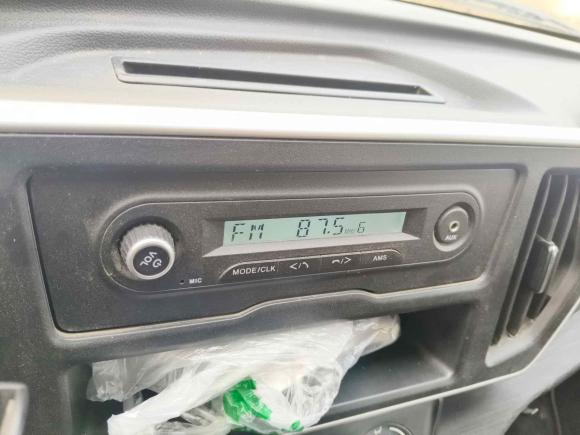 FM 87.5 MHz 6
VOL
MIC
MODE/CLK
</
/>
AMS
AUX